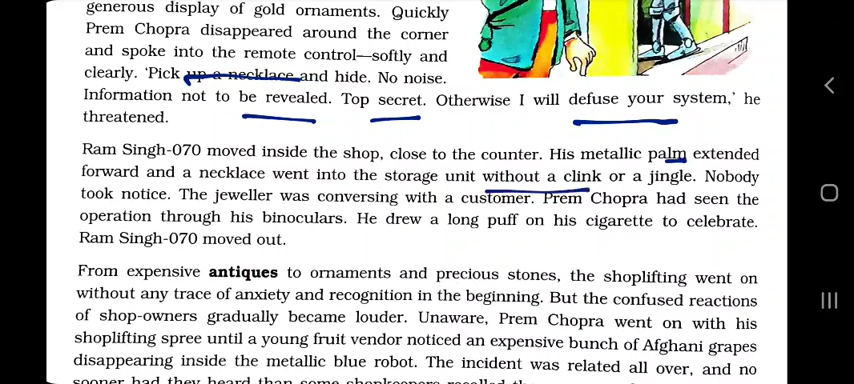 generous display of gold ornaments. Quickly
Prem Chopra disappeared around the corner
and spoke into the remote control—softly and
clearly. 'Pick up a necklace and hide. No noise.
Information not to be revealed. Top secret. Otherwise I will defuse your system,' he
threatened.
Ram Singh-070 moved inside the shop, close to the counter. His metallic palm extended
forward and a necklace went into the storage unit without a clink or a jingle. Nobody
took notice. The jeweller was conversing with a customer. Prem Chopra had seen the
operation through his binoculars. He drew a long puff on his cigarette to celebrate.
Ram Singh-070 moved out.
From expensive antiques to ornaments and precious stones, the shoplifting went on
without any trace of anxiety and recognition in the beginning. But the confused reactions
of shop-owners gradually became louder. Unaware, Prem Chopra went on with his
shoplifting spree until a young fruit vendor noticed an expensive bunch of Afghani grapes
disappearing inside the metallic blue robot. The incident was related all over, and no
sooner had they heard than some shopkeepers recalled